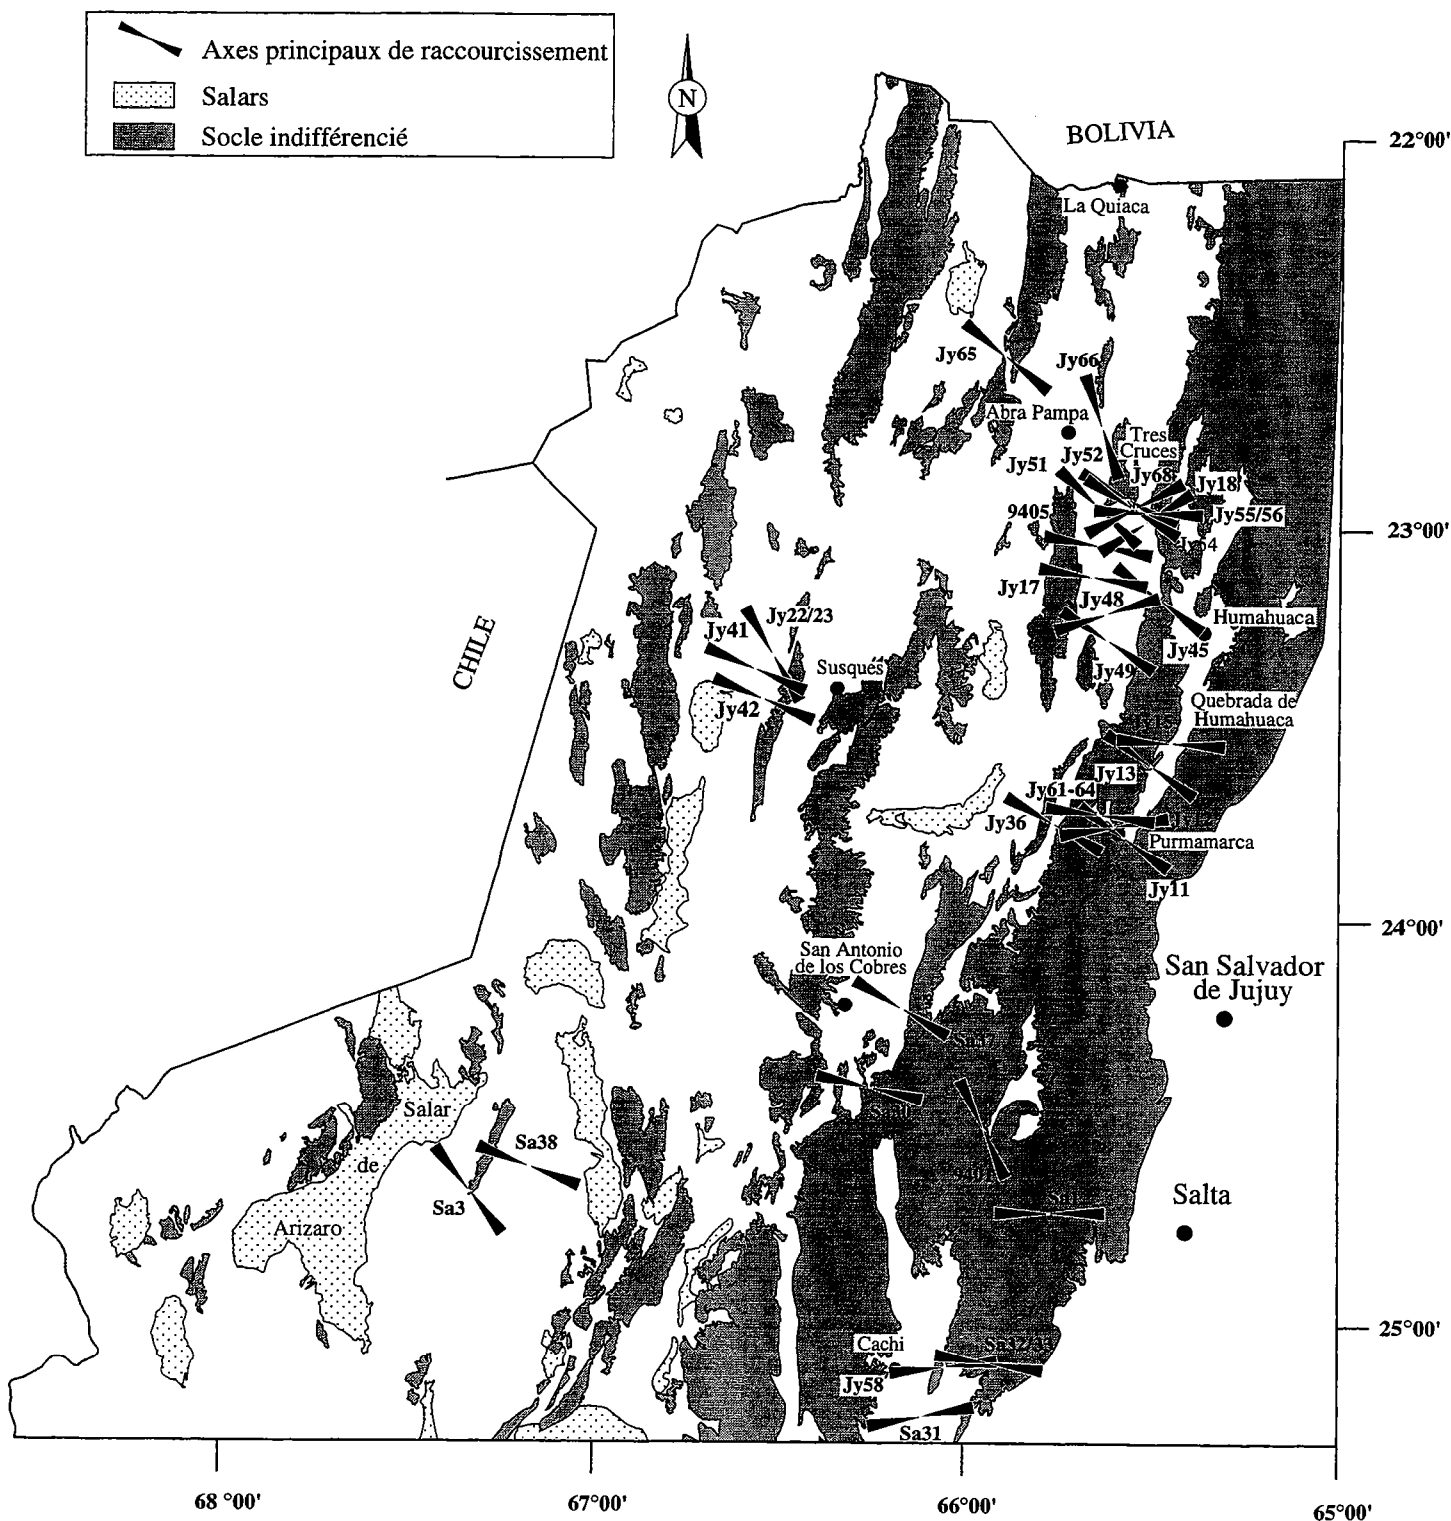 Axes principaux de raccourcissement
Salars
Socle indifférencié
N
BOLIVIA
22°00'
La Quiaca
Jy65
Jy66
Abra Pampa
Tres
Cruces
Jy52
Jy51
Jy68
Jy18
9405
Jy55/56
23°00'
Jy54
Jy17
Jy48
Humahuaca
Jy22/23
Jy41
CHILE
Jy45
Susques
Jy49
Jy42
Quebrada de
Humahuaca
Jy15
Jy13
Jy61-64
Jy36
Purmamarca
Jy11
24°00'
San Antonio
de los Cobres
San Salvador
de Jujuy
Salar
Sa38
de
Sa3
Salta
Arizaro
25°00'
Cachi
Sa32/33
Jy58
Sa31
68°00'
67°00'
66°00'
65°00'